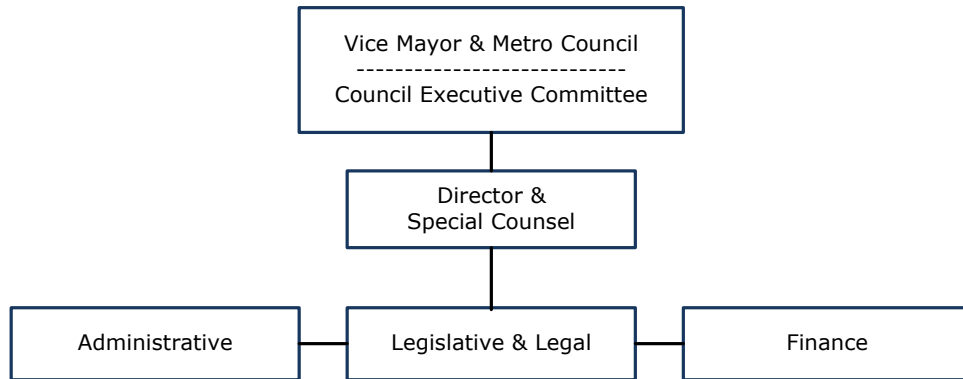 Vice Mayor & Metro Council
----------------------------
Council Executive Committee
Director &
Special Counsel
Administrative
Legislative & Legal
Finance